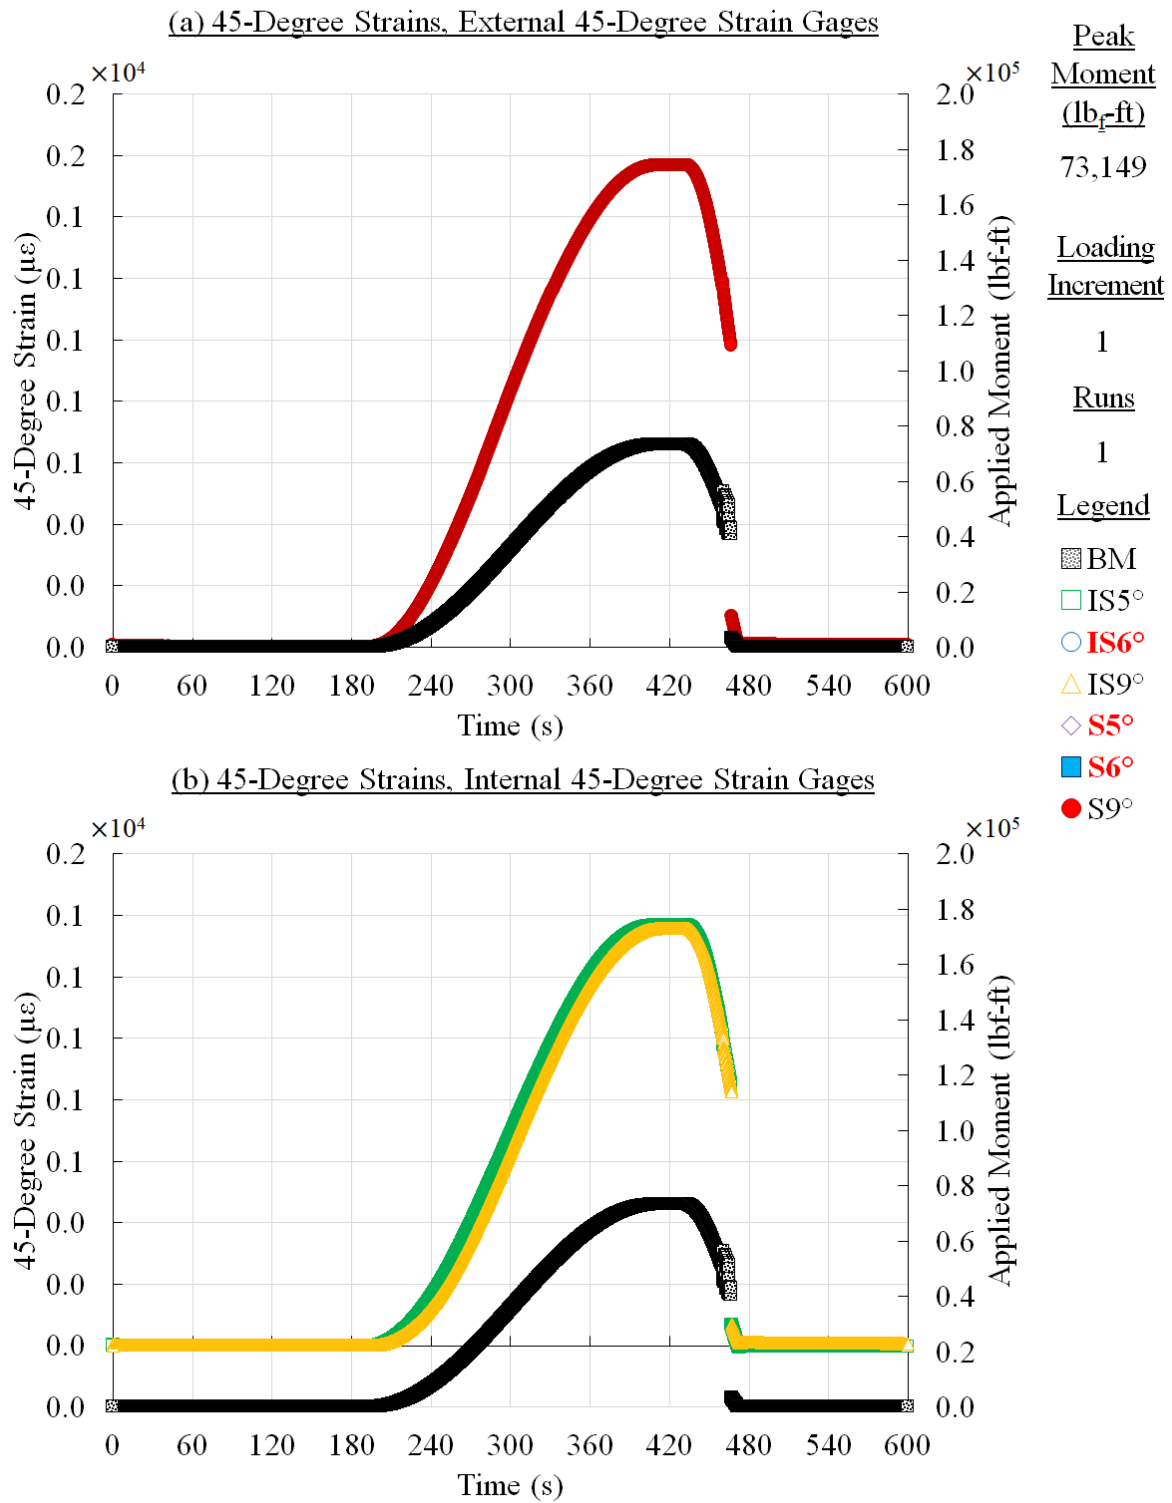 (a) 45-Degree Strains, External 45-Degree Strain Gages
×10⁴
×10⁵
45-Degree Strain (με)
0.2
0.2
0.1
0.1
0.1
0.1
0.1
0.0
0.0
0.0
2.0
1.8
1.6
1.4
1.2
1.0
0.8
0.6
0.4
0.2
0.0
Applied Moment (lbf-ft)
0 60 120 180 240 300 360 420 480 540 600
Time (s)
(b) 45-Degree Strains, Internal 45-Degree Strain Gages
×10⁴
×10⁵
45-Degree Strain (με)
0.2
0.1
0.1
0.1
0.1
0.1
0.0
0.0
0.0
0.0
2.0
1.8
1.6
1.4
1.2
1.0
0.8
0.6
0.4
0.2
0.0
Applied Moment (lbf-ft)
0 60 120 180 240 300 360 420 480 540 600
Time (s)
Peak
Moment
(lbf-ft)
73,149
Loading
Increment
1
Runs
1
Legend
BM
IS5°
IS6°
IS9°
S5°
S6°
S9°